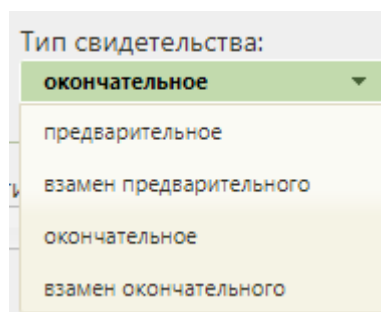 Тип свидетельства:
окончательное
предварительное
взамен предварительного
окончательное
взамен окончательного